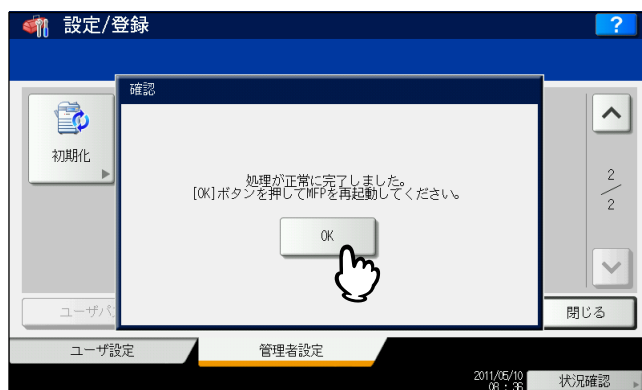 設定/登録
?
確認
初期化
処理が正常に完了しました。
[OK]ボタンを押してMFPを再起動してください。
OK
2
2
ユーザパ
閉じる
ユーザ設定
管理者設定
2011/05/10
08:36
状況確認